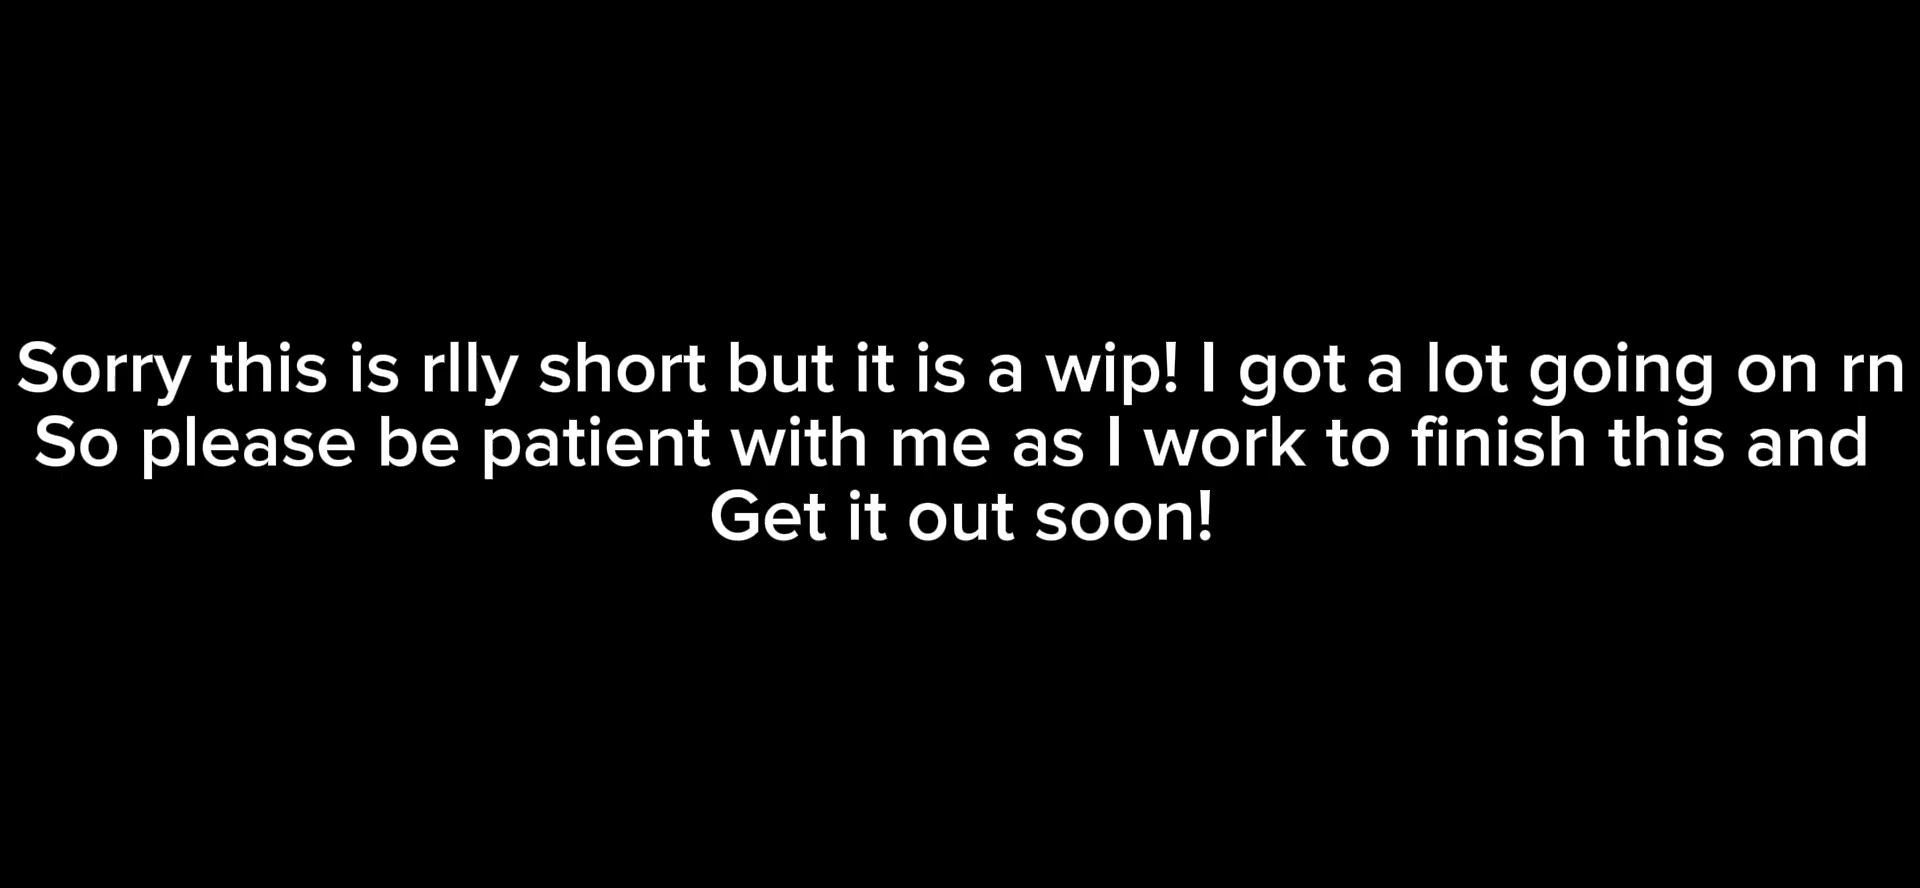 Sorry this is rlly short but it is a wip! I got a lot going on rn
So please be patient with me as I work to finish this and
Get it out soon!